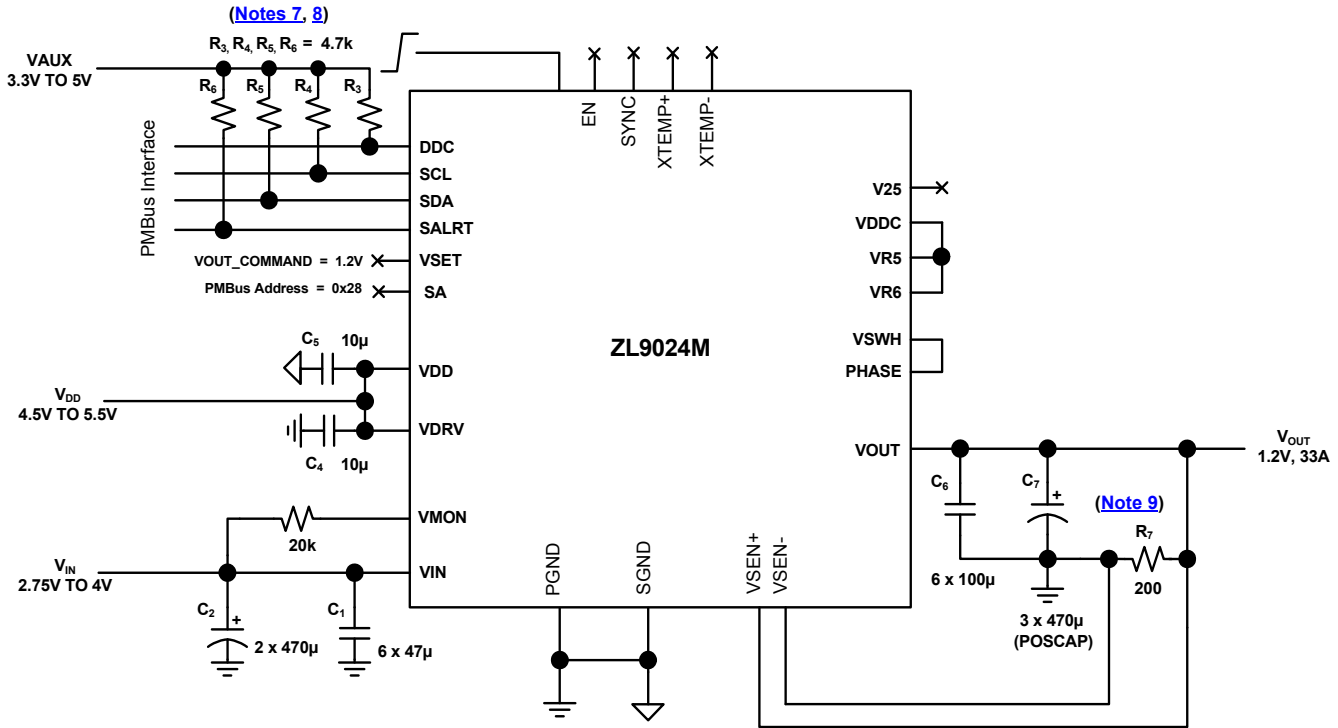 (Notes 7, 8)
R3, R4, R5, R6 = 4.7k
VAUX
3.3V TO 5V
R6
R5
R4
R3
PMBus Interface
DDC
SCL
SDA
SALRT
VOUT_COMMAND = 1.2V
VSET
PMBus Address = 0x28
SA
EN
SYNC
XTEMP+
XTEMP-
V25
VDDC
VR5
VR6
VSWH
PHASE
ZL9024M
C5
10µ
VDD
VDD
4.5V TO 5.5V
VDRV
C4
10µ
VOUT
VOUT
1.2V, 33A
C6
C7
+
(Note 9)
R7
200
6 x 100µ
3 x 470µ
(POSCAP)
VMON
20k
VIN
2.75V TO 4V
VIN
C2
+
2 x 470µ
C1
6 x 47µ
PGND
SGND
VSEN+
VSEN-